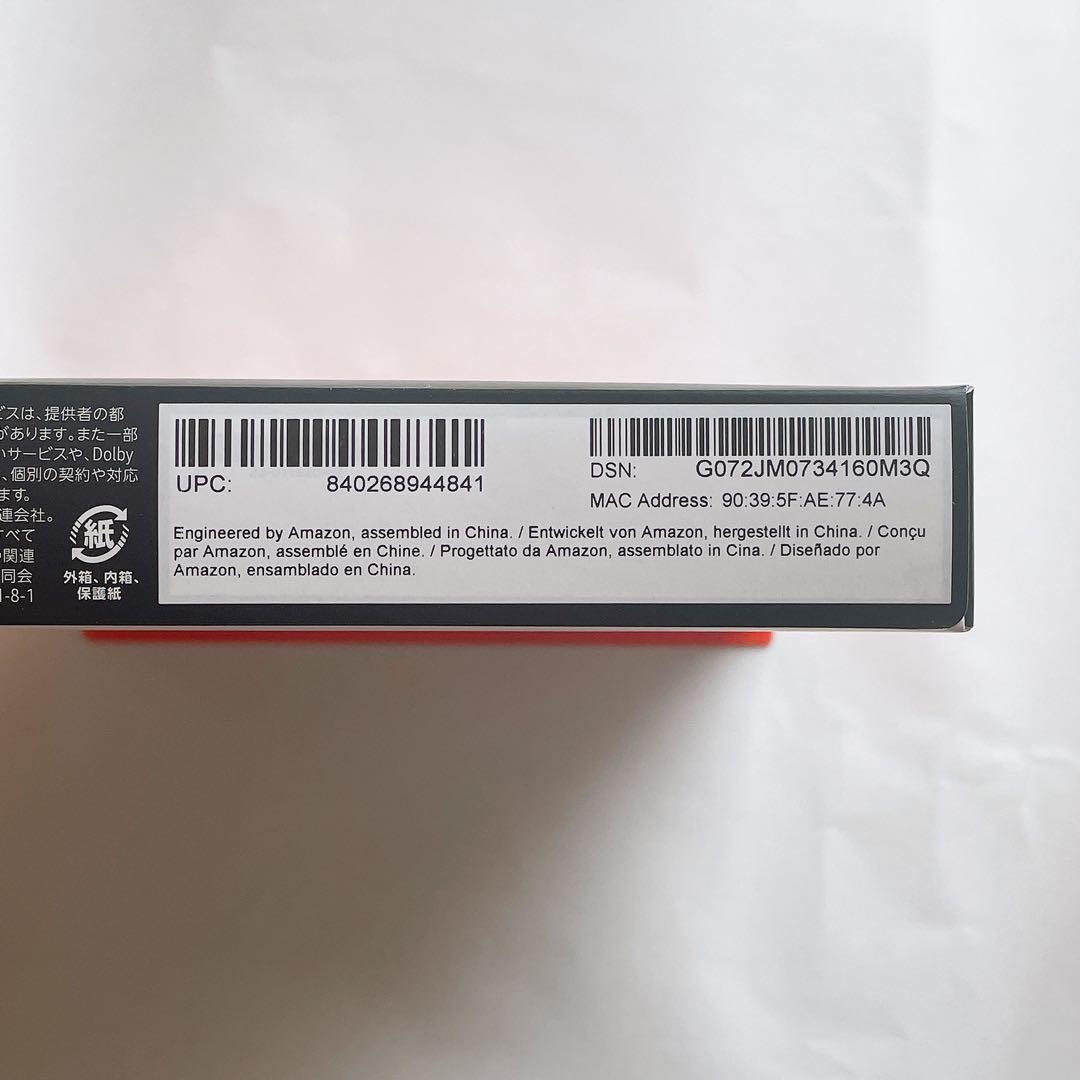 ビスは、提供者の都
があります。また一部
いサービスや、Dolby
、個別の契約や対応
ます。
連会社。
すべて
関連
同会
1-8-1
紙
外箱、内箱、
保護紙
UPC: 840268944841
DSN: G072JM0734160M3Q
MAC Address: 90:39:5F:AE:77:4A
Engineered by Amazon, assembled in China. / Entwickelt von Amazon, hergestellt in China. / Conçu
par Amazon, assemblé en Chine. / Progettato da Amazon, assemblato in Cina. / Diseñado por
Amazon, ensamblado en China.